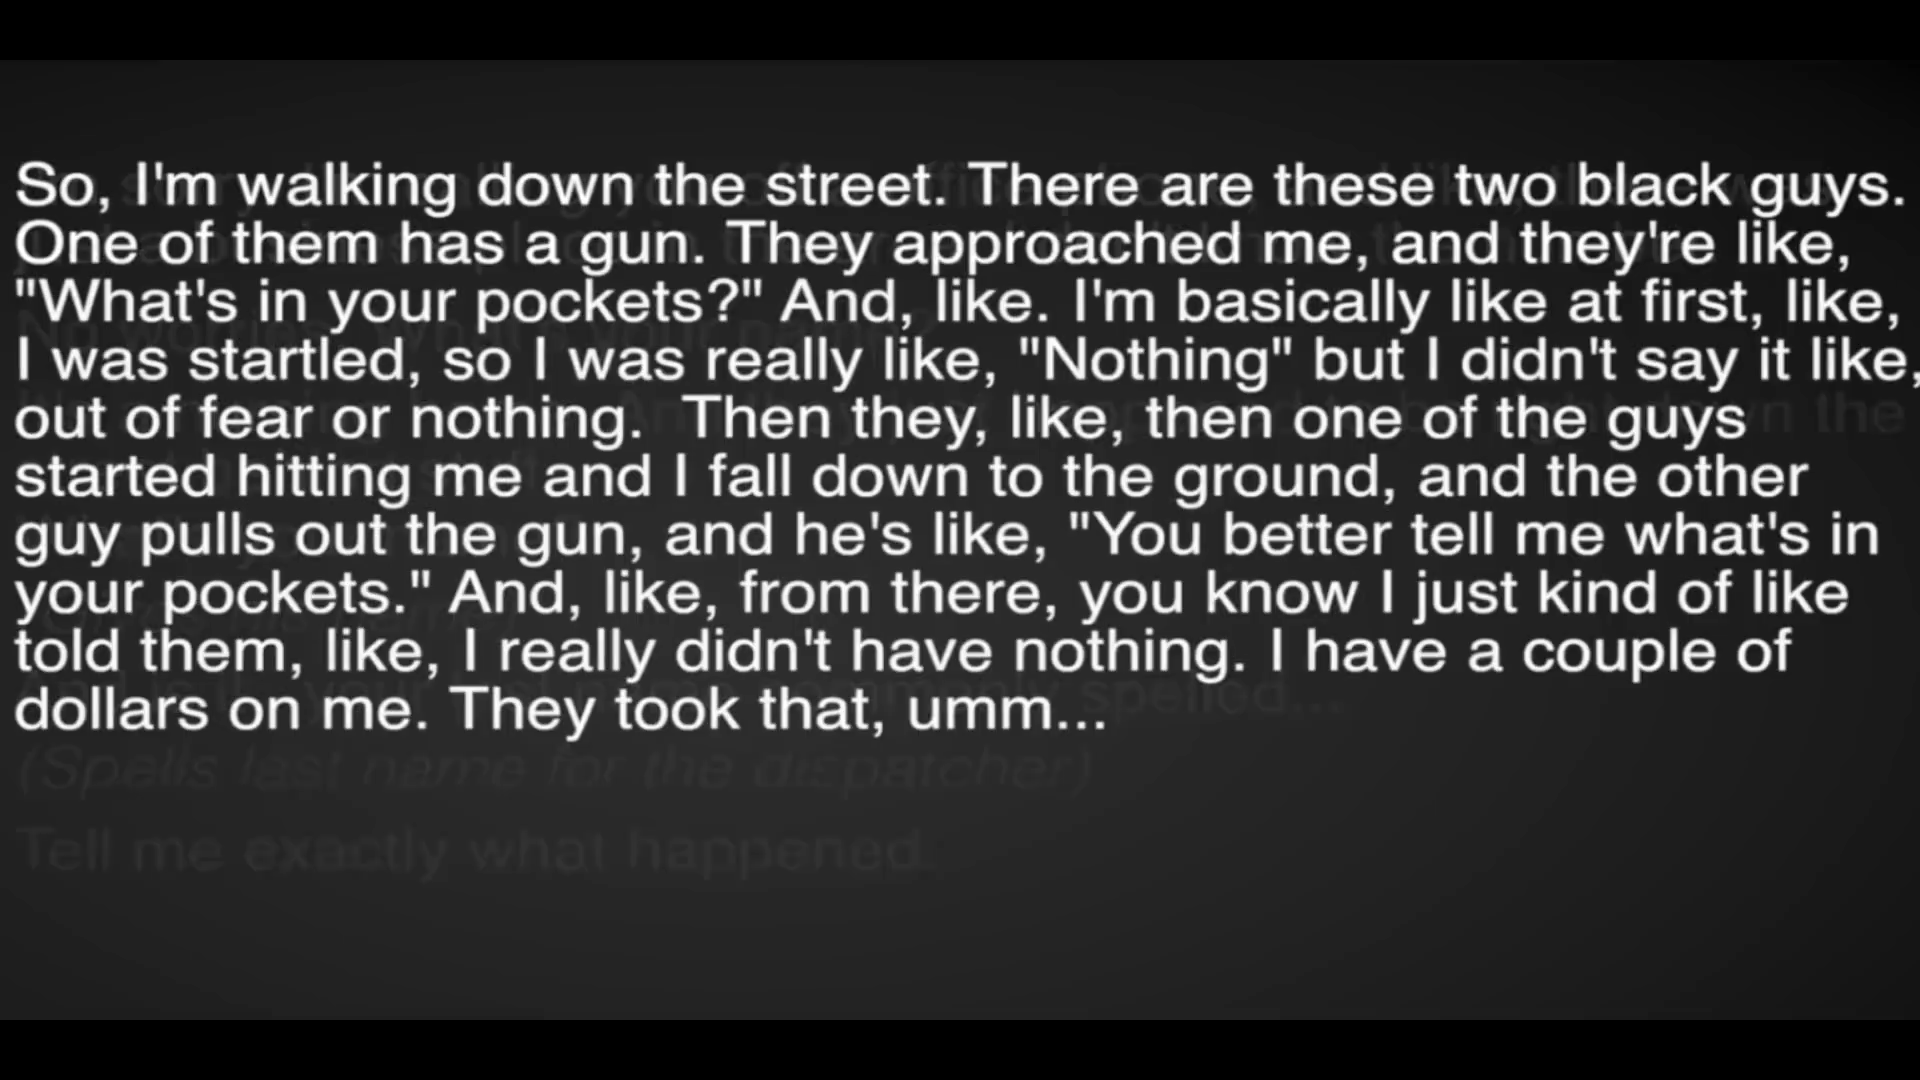 So, I'm walking down the street. There are these two black guys.
One of them has a gun. They approached me, and they're like,
"What's in your pockets?" And, like. I'm basically like at first, like,
I was startled, so I was really like, "Nothing" but I didn't say it like,
out of fear or nothing.  Then they, like, then one of the guys
started hitting me and I fall down to the ground, and the other
guy pulls out the gun, and he's like, "You better tell me what's in
your pockets." And, like, from there, you know I just kind of like
told them, like, I really didn't have nothing. I have a couple of
dollars on me. They took that, umm...
(Spells last name for the dispatcher)
Tell me exactly what happened.